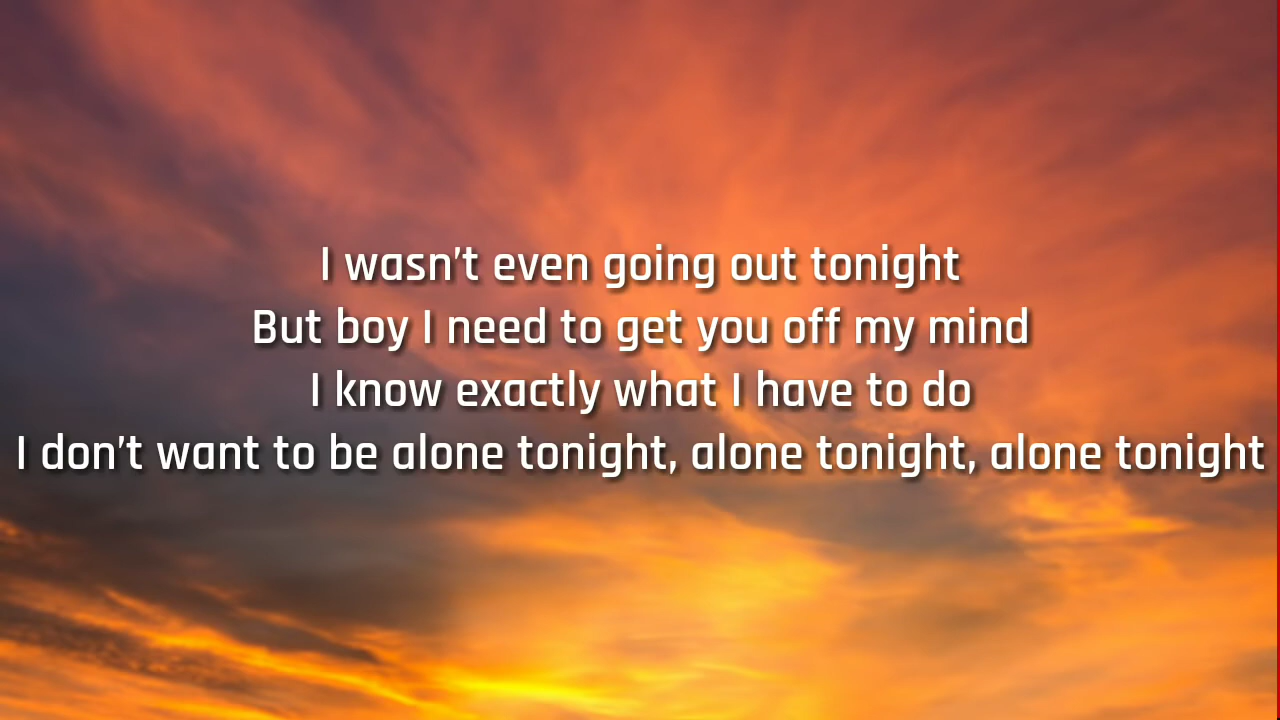 I wasn't even going out tonight
But boy I need to get you off my mind
I know exactly what I have to do
I don't want to be alone tonight, alone tonight, alone tonight